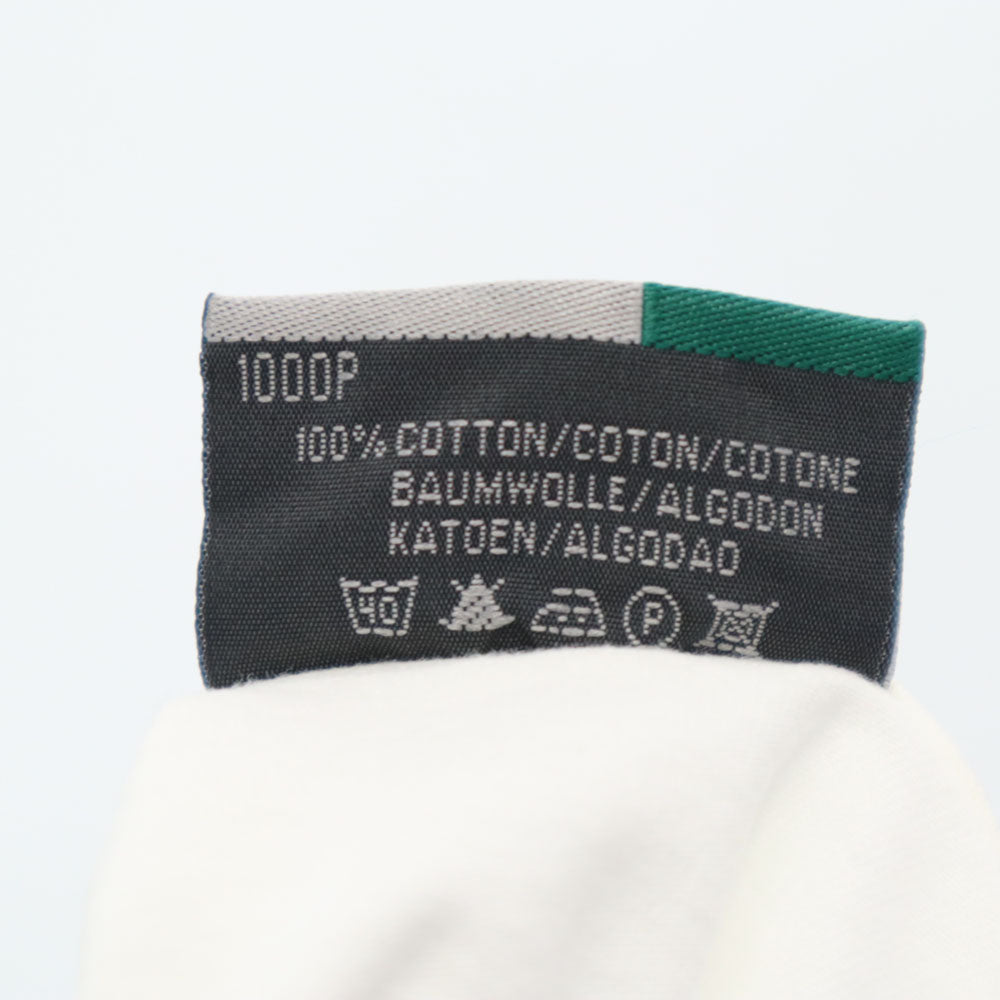 1000P
100% COTTON/COTON/COTONE
BAUMWOLLE/ALGODON
KATOEN/ALGODAO
40 P